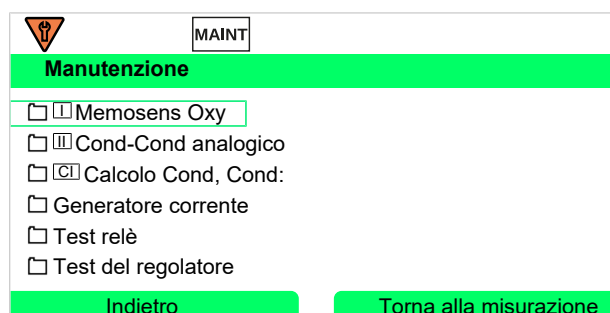 MAINT
Manutenzione
I Memosens Oxy
II Cond-Cond analogico
CI Calcolo Cond, Cond:
Generatore corrente
Test relè
Test del regolatore
Indietro Torna alla misurazione